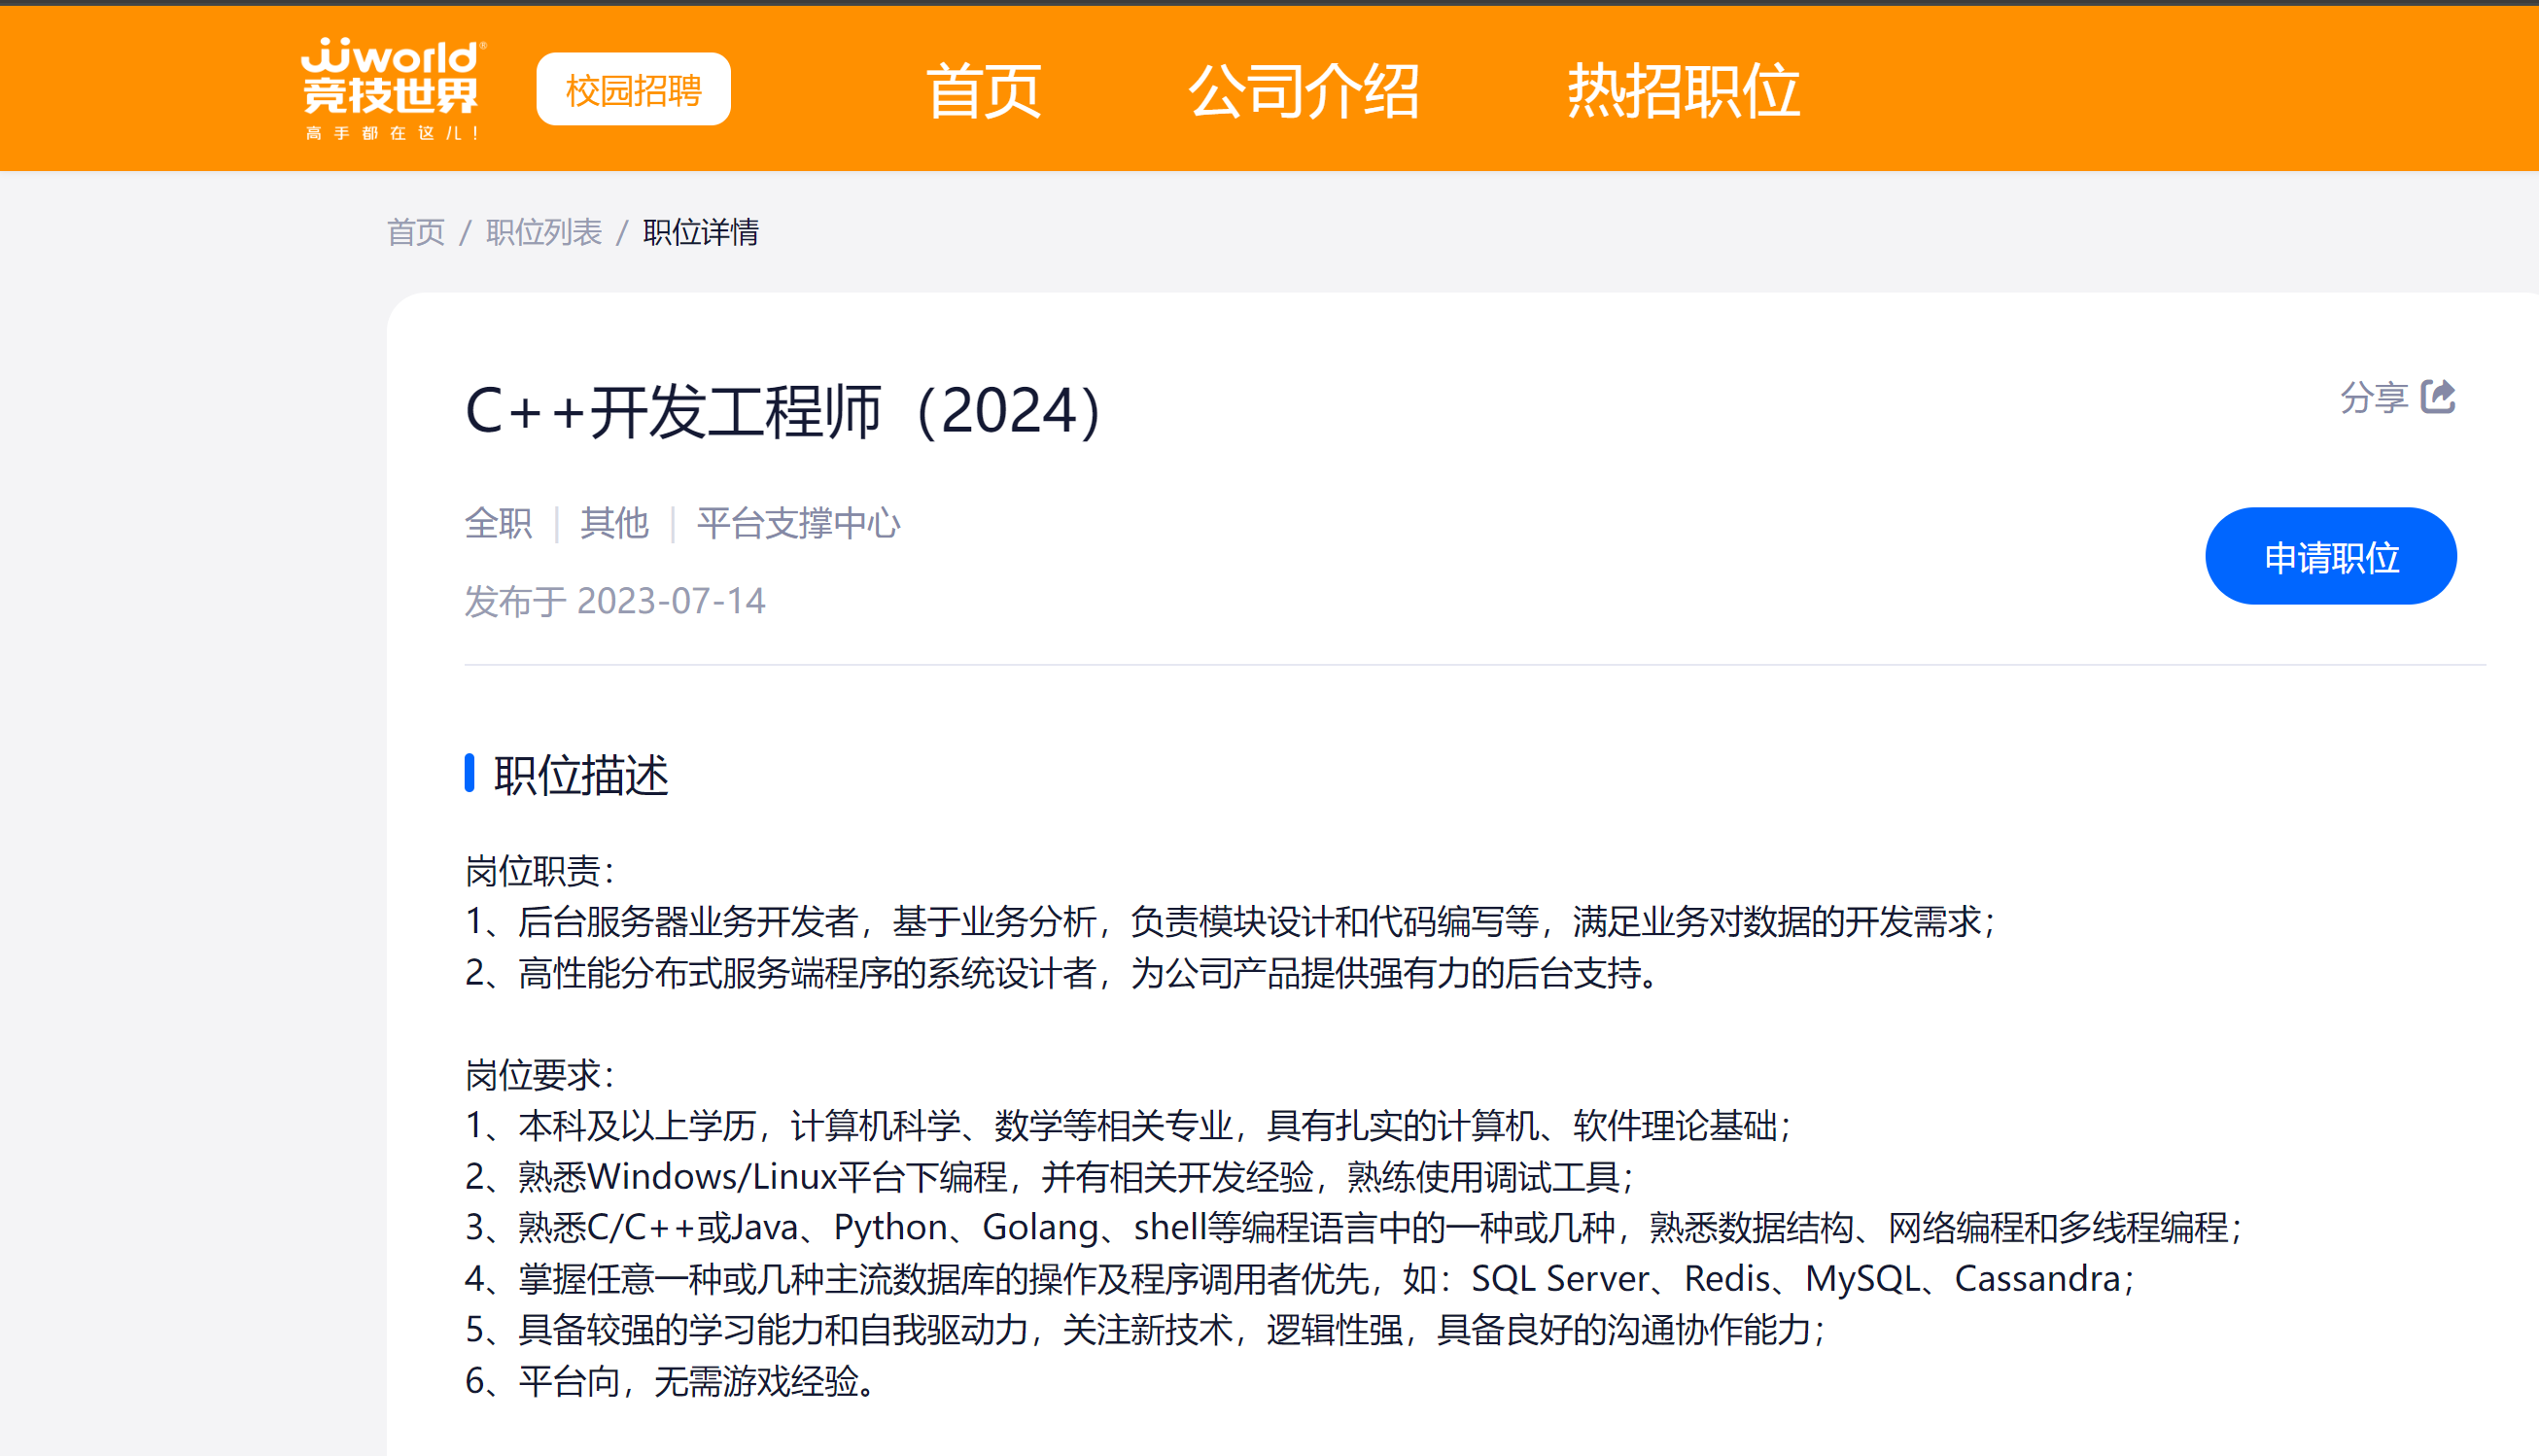 jjworld®
竞技世界
高手都在这儿!
校园招聘
首页
公司介绍
热招职位
首页 / 职位列表 / 职位详情
C++开发工程师（2024）
分享
全职 | 其他 | 平台支撑中心
申请职位
发布于 2023-07-14
职位描述
岗位职责：
1、后台服务器业务开发者，基于业务分析，负责模块设计和代码编写等，满足业务对数据的开发需求；
2、高性能分布式服务端程序的系统设计者，为公司产品提供强有力的后台支持。
岗位要求：
1、本科及以上学历，计算机科学、数学等相关专业，具有扎实的计算机、软件理论基础；
2、熟悉Windows/Linux平台下编程，并有相关开发经验，熟练使用调试工具；
3、熟悉C/C++或Java、Python、Golang、shell等编程语言中的一种或几种，熟悉数据结构、网络编程和多线程编程；
4、掌握任意一种或几种主流数据库的操作及程序调用者优先，如：SQL Server、Redis、MySQL、Cassandra；
5、具备较强的学习能力和自我驱动力，关注新技术，逻辑性强，具备良好的沟通协作能力；
6、平台向，无需游戏经验。